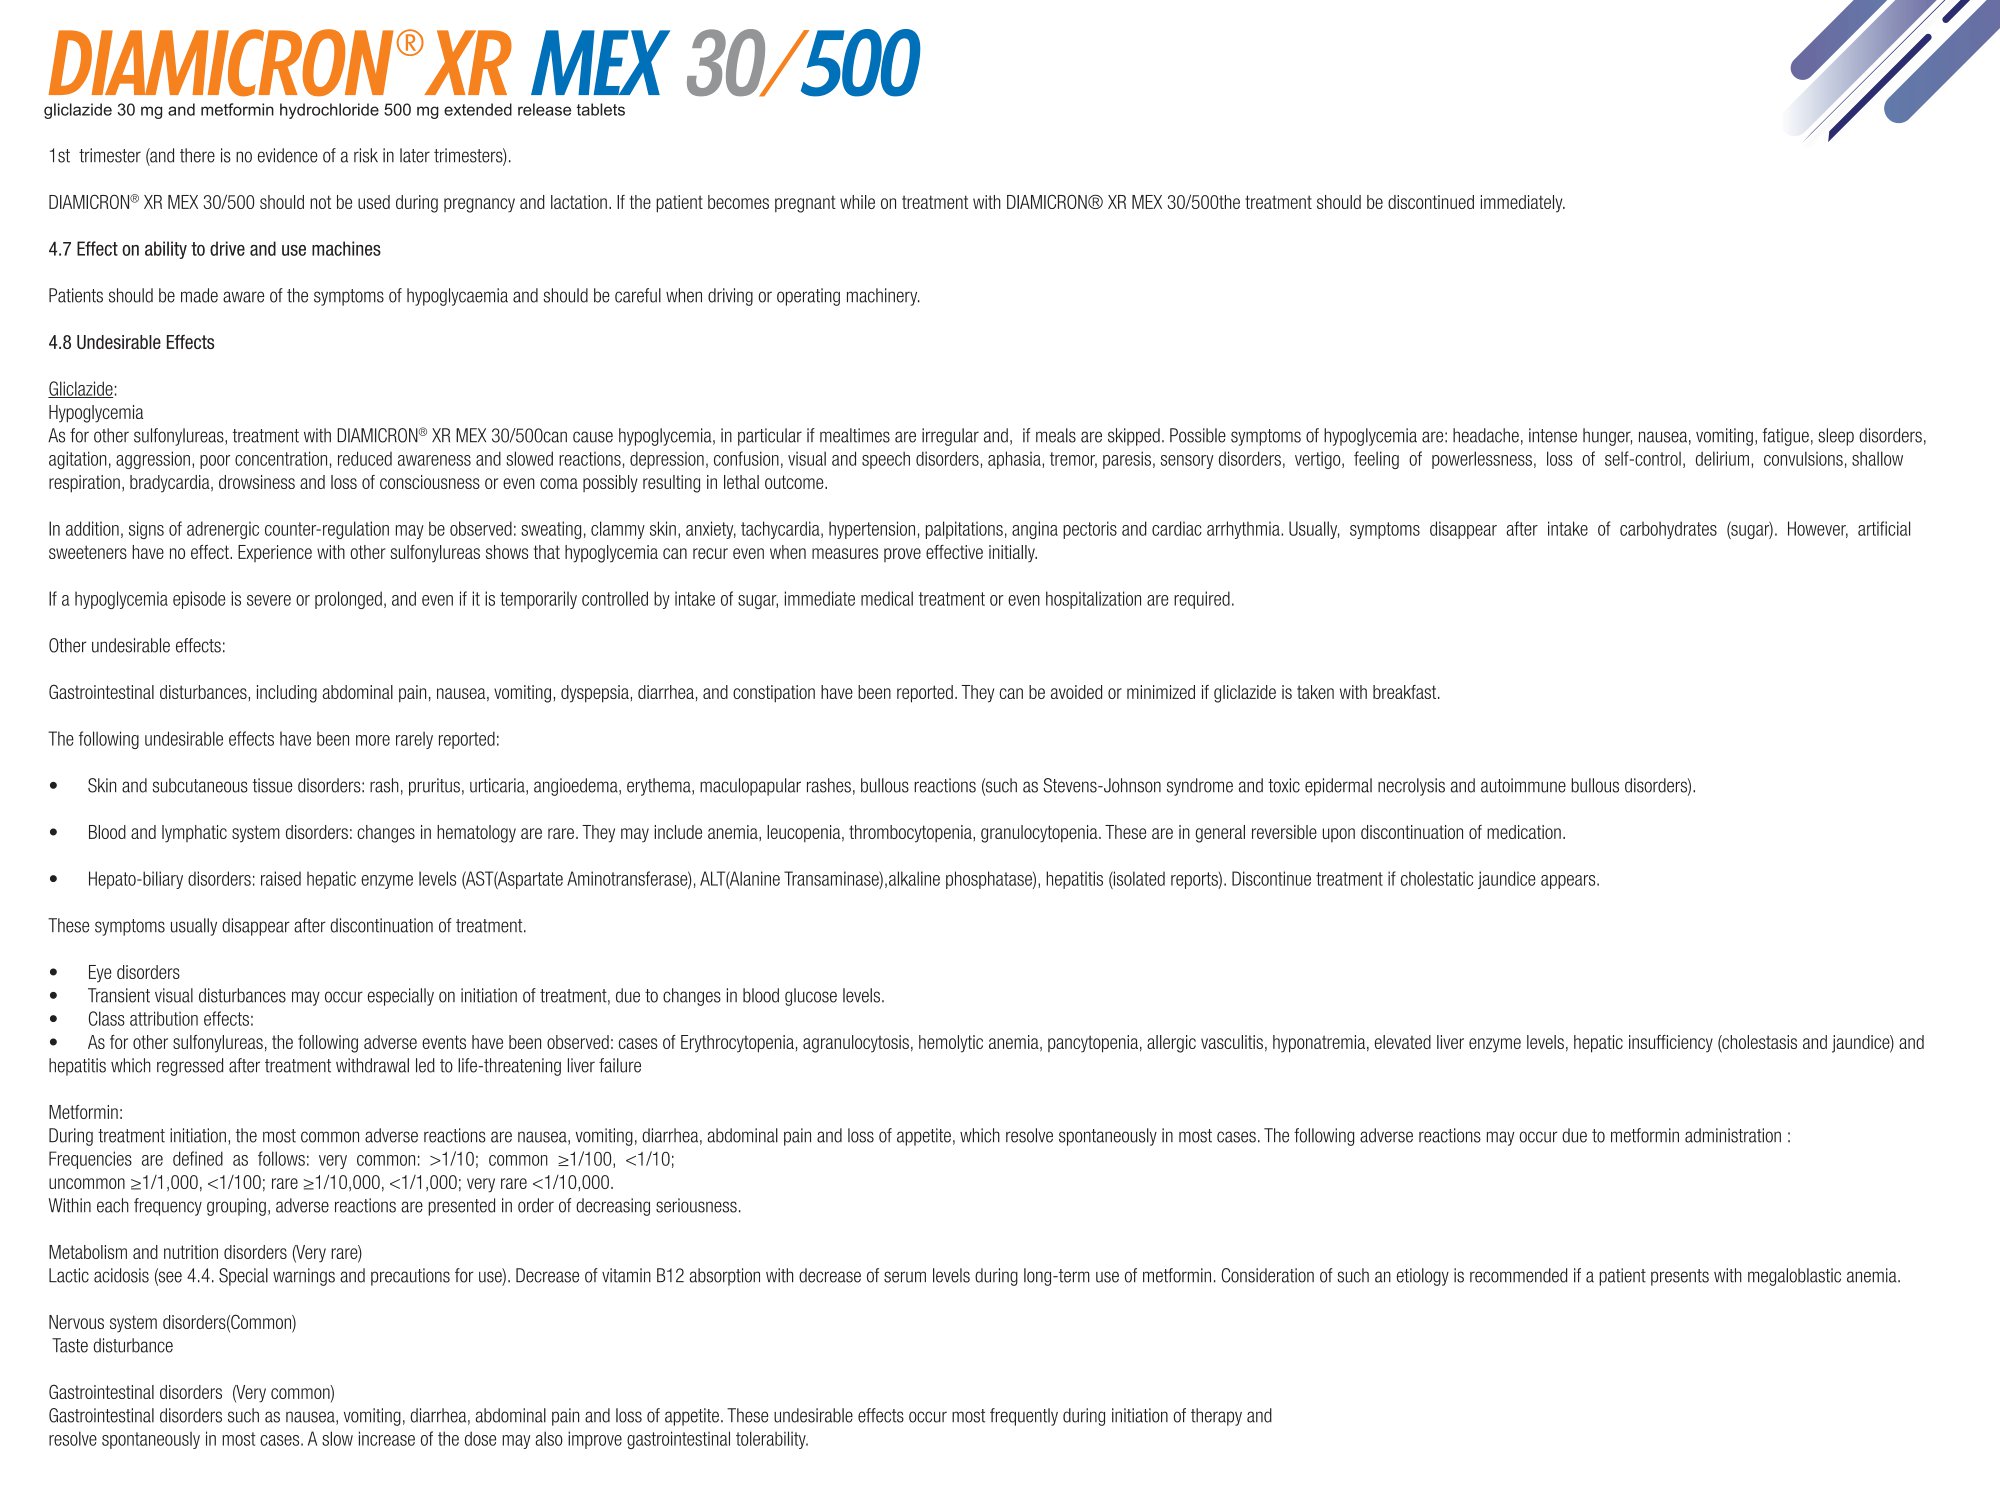 DIAMICRON® XR MEX 30/500
gliclazide 30 mg and metformin hydrochloride 500 mg extended release tablets
1st trimester (and there is no evidence of a risk in later trimesters).
DIAMICRON® XR MEX 30/500 should not be used during pregnancy and lactation. If the patient becomes pregnant while on treatment with DIAMICRON® XR MEX 30/500the treatment should be discontinued immediately.
4.7 Effect on ability to drive and use machines
Patients should be made aware of the symptoms of hypoglycaemia and should be careful when driving or operating machinery.
4.8 Undesirable Effects
Gliclazide:
Hypoglycemia
As for other sulfonylureas, treatment with DIAMICRON® XR MEX 30/500can cause hypoglycemia, in particular if mealtimes are irregular and, if meals are skipped. Possible symptoms of hypoglycemia are: headache, intense hunger, nausea, vomiting, fatigue, sleep disorders,
agitation, aggression, poor concentration, reduced awareness and slowed reactions, depression, confusion, visual and speech disorders, aphasia, tremor, paresis, sensory disorders, vertigo, feeling of powerlessness, loss of self-control, delirium, convulsions, shallow
respiration, bradycardia, drowsiness and loss of consciousness or even coma possibly resulting in lethal outcome.
In addition, signs of adrenergic counter-regulation may be observed: sweating, clammy skin, anxiety, tachycardia, hypertension, palpitations, angina pectoris and cardiac arrhythmia. Usually, symptoms disappear after intake of carbohydrates (sugar). However, artificial
sweeteners have no effect. Experience with other sulfonylureas shows that hypoglycemia can recur even when measures prove effective initially.
If a hypoglycemia episode is severe or prolonged, and even if it is temporarily controlled by intake of sugar, immediate medical treatment or even hospitalization are required.
Other undesirable effects:
Gastrointestinal disturbances, including abdominal pain, nausea, vomiting, dyspepsia, diarrhea, and constipation have been reported. They can be avoided or minimized if gliclazide is taken with breakfast.
The following undesirable effects have been more rarely reported:
• Skin and subcutaneous tissue disorders: rash, pruritus, urticaria, angioedema, erythema, maculopapular rashes, bullous reactions (such as Stevens-Johnson syndrome and toxic epidermal necrolysis and autoimmune bullous disorders).
• Blood and lymphatic system disorders: changes in hematology are rare. They may include anemia, leucopenia, thrombocytopenia, granulocytopenia. These are in general reversible upon discontinuation of medication.
• Hepato-biliary disorders: raised hepatic enzyme levels (AST(Aspartate Aminotransferase), ALT(Alanine Transaminase),alkaline phosphatase), hepatitis (isolated reports). Discontinue treatment if cholestatic jaundice appears.
These symptoms usually disappear after discontinuation of treatment.
• Eye disorders
• Transient visual disturbances may occur especially on initiation of treatment, due to changes in blood glucose levels.
• Class attribution effects:
• As for other sulfonylureas, the following adverse events have been observed: cases of Erythrocytopenia, agranulocytosis, hemolytic anemia, pancytopenia, allergic vasculitis, hyponatremia, elevated liver enzyme levels, hepatic insufficiency (cholestasis and jaundice) and
hepatitis which regressed after treatment withdrawal led to life-threatening liver failure
Metformin:
During treatment initiation, the most common adverse reactions are nausea, vomiting, diarrhea, abdominal pain and loss of appetite, which resolve spontaneously in most cases. The following adverse reactions may occur due to metformin administration :
Frequencies are defined as follows: very common: >1/10; common ≥1/100, <1/10;
uncommon ≥1/1,000, <1/100; rare ≥1/10,000, <1/1,000; very rare <1/10,000.
Within each frequency grouping, adverse reactions are presented in order of decreasing seriousness.
Metabolism and nutrition disorders (Very rare)
Lactic acidosis (see 4.4. Special warnings and precautions for use). Decrease of vitamin B12 absorption with decrease of serum levels during long-term use of metformin. Consideration of such an etiology is recommended if a patient presents with megaloblastic anemia.
Nervous system disorders(Common)
Taste disturbance
Gastrointestinal disorders (Very common)
Gastrointestinal disorders such as nausea, vomiting, diarrhea, abdominal pain and loss of appetite. These undesirable effects occur most frequently during initiation of therapy and
resolve spontaneously in most cases. A slow increase of the dose may also improve gastrointestinal tolerability.